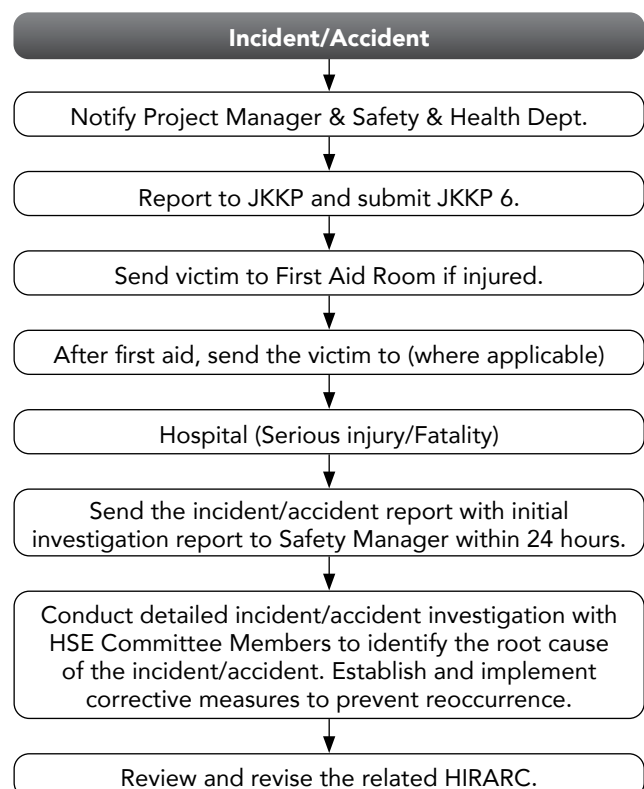 Incident/Accident
Notify Project Manager & Safety & Health Dept.
Report to JKKP and submit JKKP 6.
Send victim to First Aid Room if injured.
After first aid, send the victim to (where applicable)
Hospital (Serious injury/Fatality)
Send the incident/accident report with initial
investigation report to Safety Manager within 24 hours.
Conduct detailed incident/accident investigation with
HSE Committee Members to identify the root cause
of the incident/accident. Establish and implement
corrective measures to prevent reoccurrence.
Review and revise the related HIRARC.